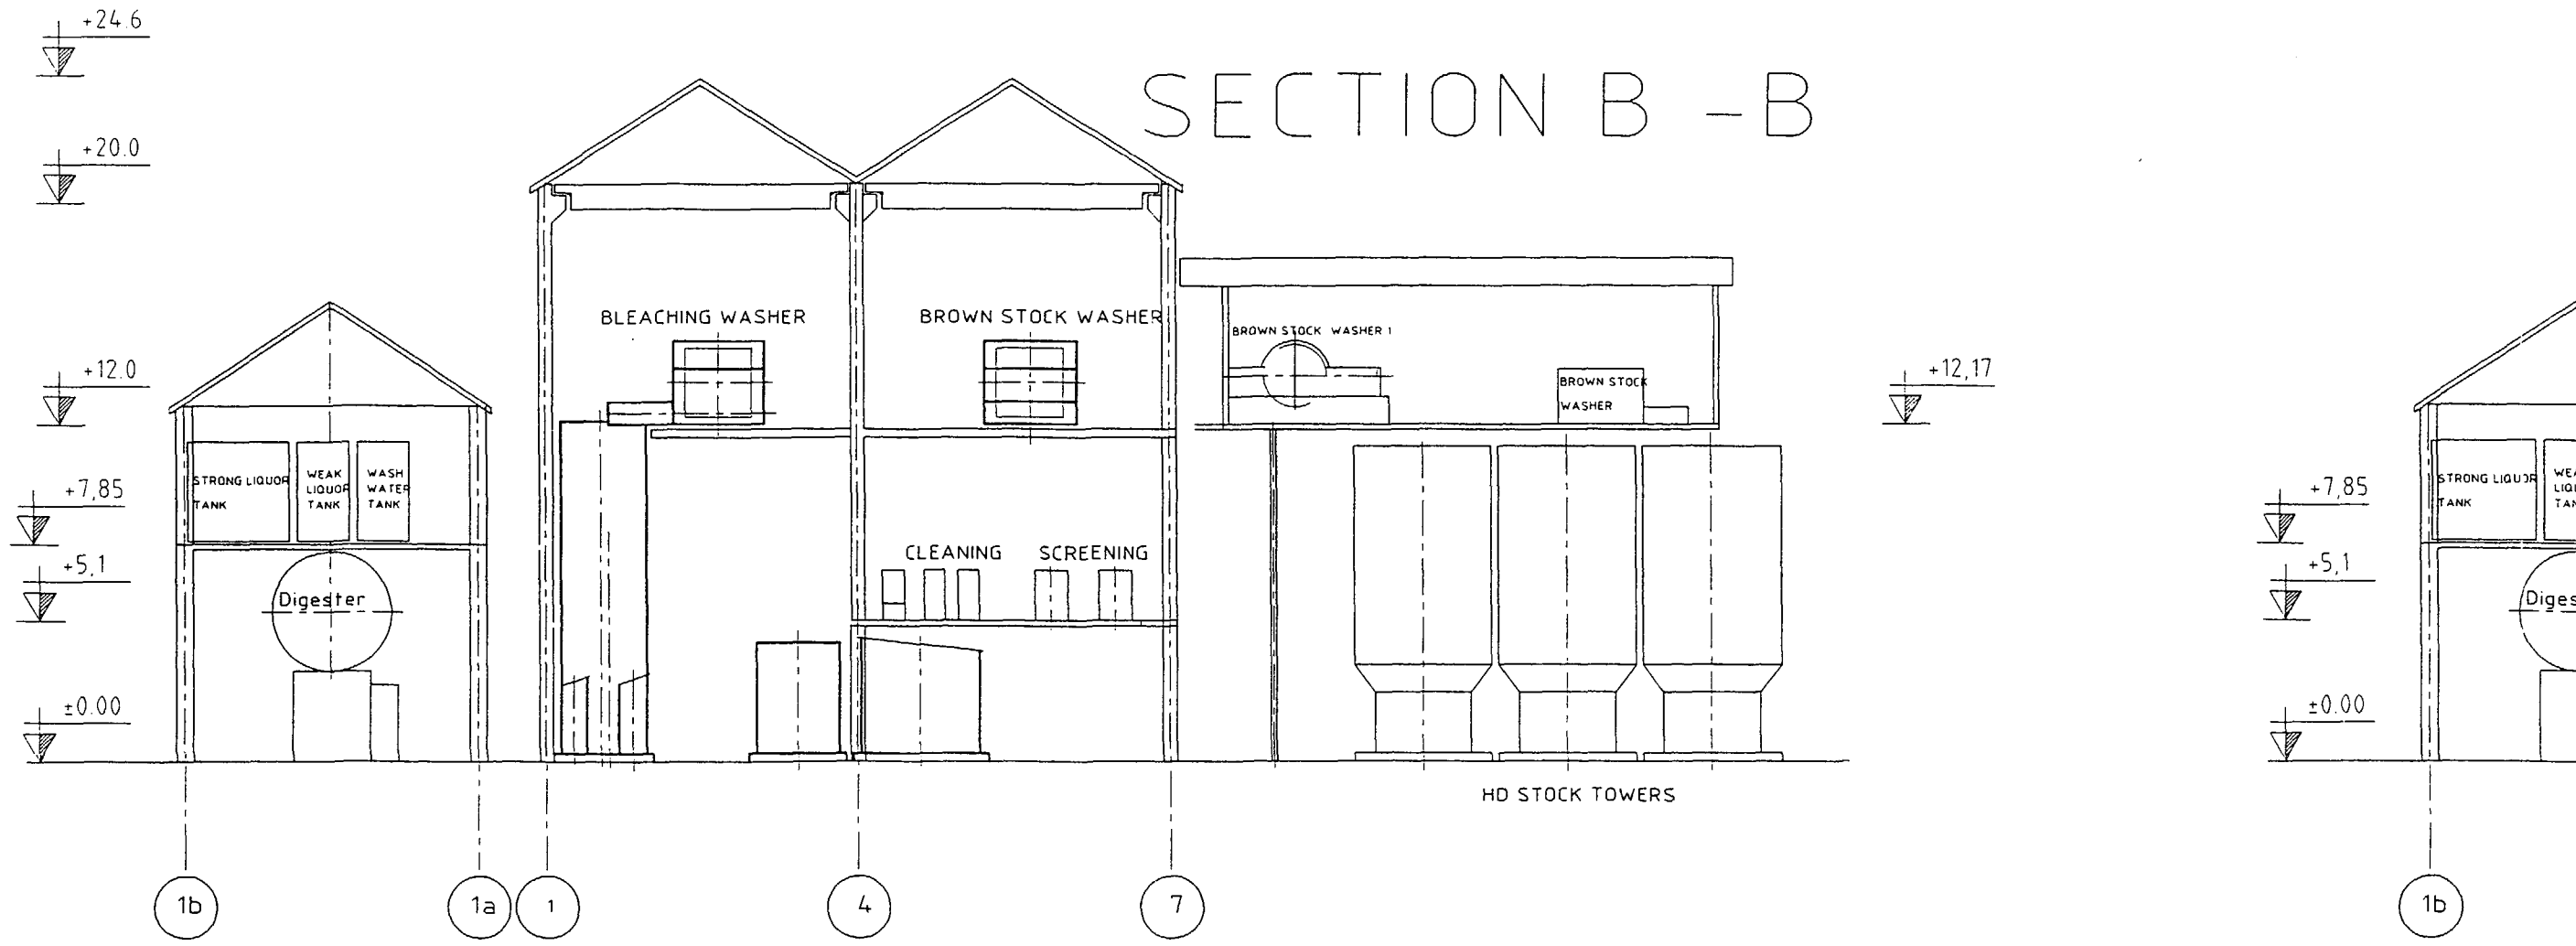 +24.6
SECTION B - B
+20.0
BLEACHING WASHER
BROWN STOCK WASHER
BROWN STOCK WASHER 1
+12.0
+12,17
BROWN STOCK
WASHER
STRONG LIQUOR
TANK
WEAK
LIQUOR
TANK
WASH
WATER
TANK
+7,85
CLEANING
SCREENING
+5,1
Digester
±0.00
HD STOCK TOWERS
1b
1a
1
4
7
STRONG LIQUOR
TANK
+7,85
+5,1
±0.00
1b